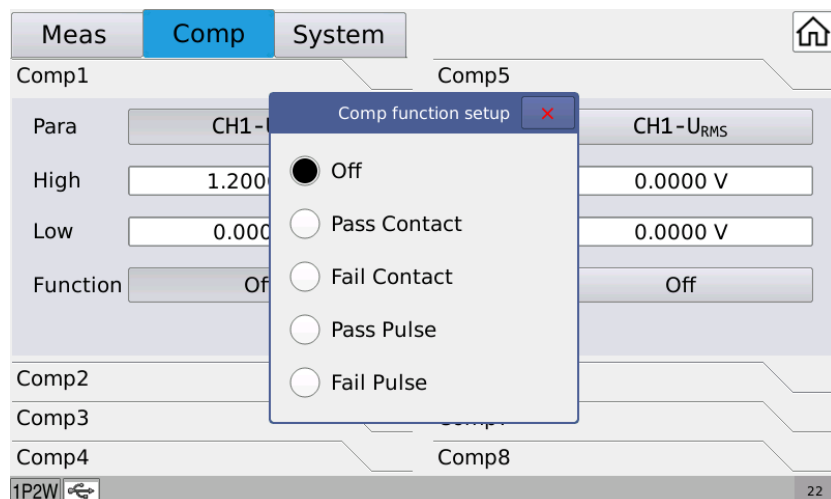 Meas Comp System
Comp1 Comp5
Comp function setup
Para CH1-U CH1-URMS
Off
High 1.200 0.0000 V
Pass Contact
Low 0.000 0.0000 V
Fail Contact
Function Of Off
Pass Pulse
Fail Pulse
Comp2
Comp3
Comp4 Comp8
1P2W 22